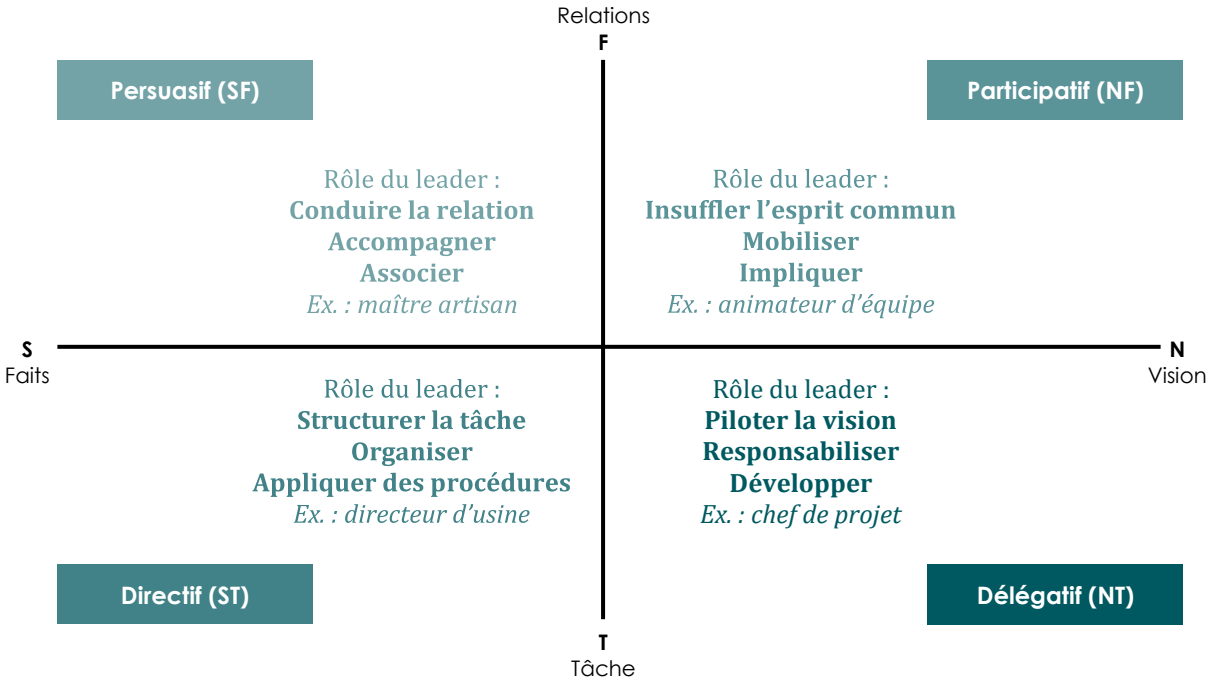 Relations
F
Persuasif (SF)
Participatif (NF)
Rôle du leader :
Conduire la relation
Accompagner
Associer
Ex. : maître artisan
Rôle du leader :
Insuffler l’esprit commun
Mobiliser
Impliquer
Ex. : animateur d’équipe
S
Faits
N
Vision
Rôle du leader :
Structurer la tâche
Organiser
Appliquer des procédures
Ex. : directeur d’usine
Rôle du leader :
Piloter la vision
Responsabiliser
Développer
Ex. : chef de projet
Directif (ST)
Délégatif (NT)
T
Tâche